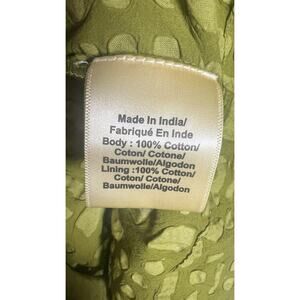 Made In India/
Fabriqué En Inde
Body : 100% Cotton/
Coton/ Cotone/
Baumwolle/Algodon
Lining :100% Cotton/
Coton/ Cotone/
Baumwolle/Algodon